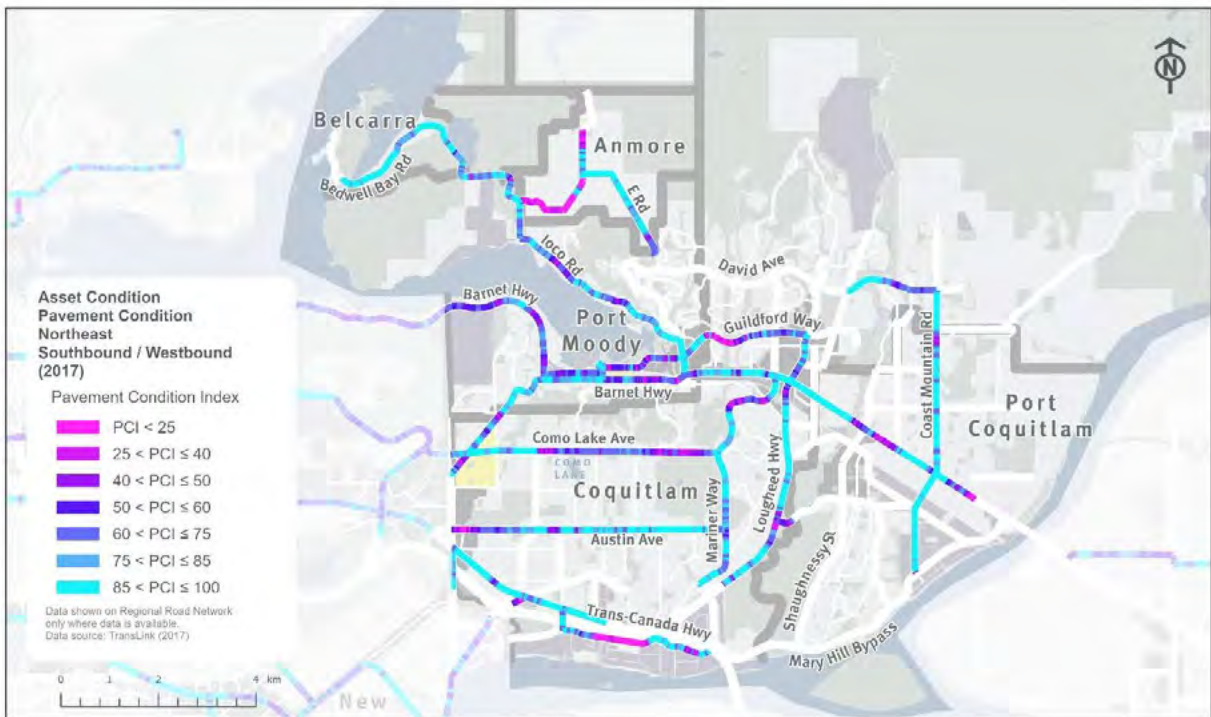 N
Belcarra
Anmore
Bedwell Bay Rd
E Rd
Ioco Rd
David Ave
Barnet Hwy
Guildford Way
Port
Moody
Barnet Hwy
Coast Mountain Rd
Port
Coquitlam
Como Lake Ave
COMO
LAKE
Coquitlam
Mariner Way
Lougheed Hwy
Austin Ave
Shaughnessy St
Trans-Canada Hwy
Mary Hill Bypass
New
Asset Condition
Pavement Condition
Northeast
Southbound / Westbound
(2017)
Pavement Condition Index
PCI < 25
25 < PCI ≤ 40
40 < PCI ≤ 50
50 < PCI ≤ 60
60 < PCI ≤ 75
75 < PCI ≤ 85
85 < PCI ≤ 100
Data shown on Regional Road Network
only where data is available.
Data source: TransLink (2017)
0 1 2 4 km